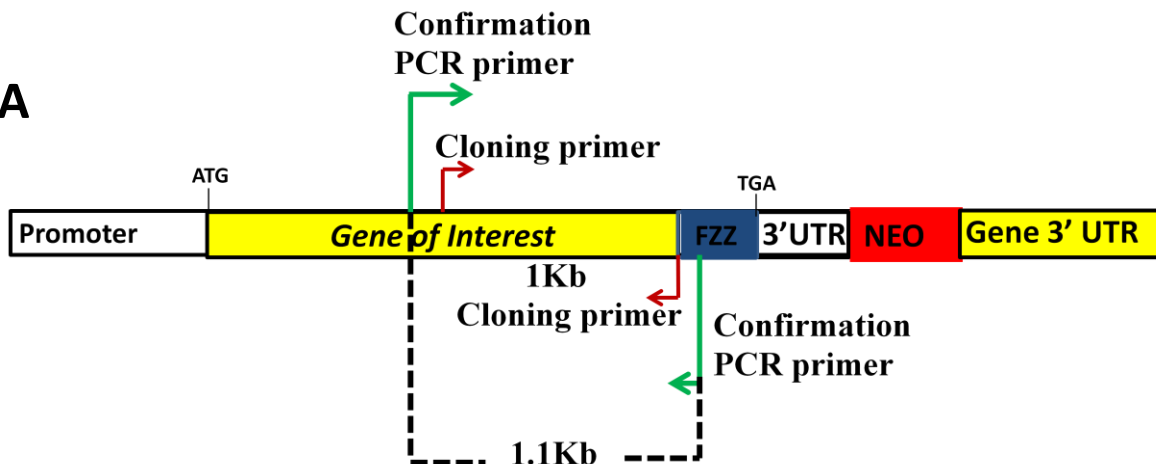 A
Confirmation
PCR primer
Cloning primer
ATG
TGA
Promoter
Gene of Interest
FZZ
3'UTR
NEO
Gene 3’ UTR
1Kb
Cloning primer
Confirmation
PCR primer
1.1Kb